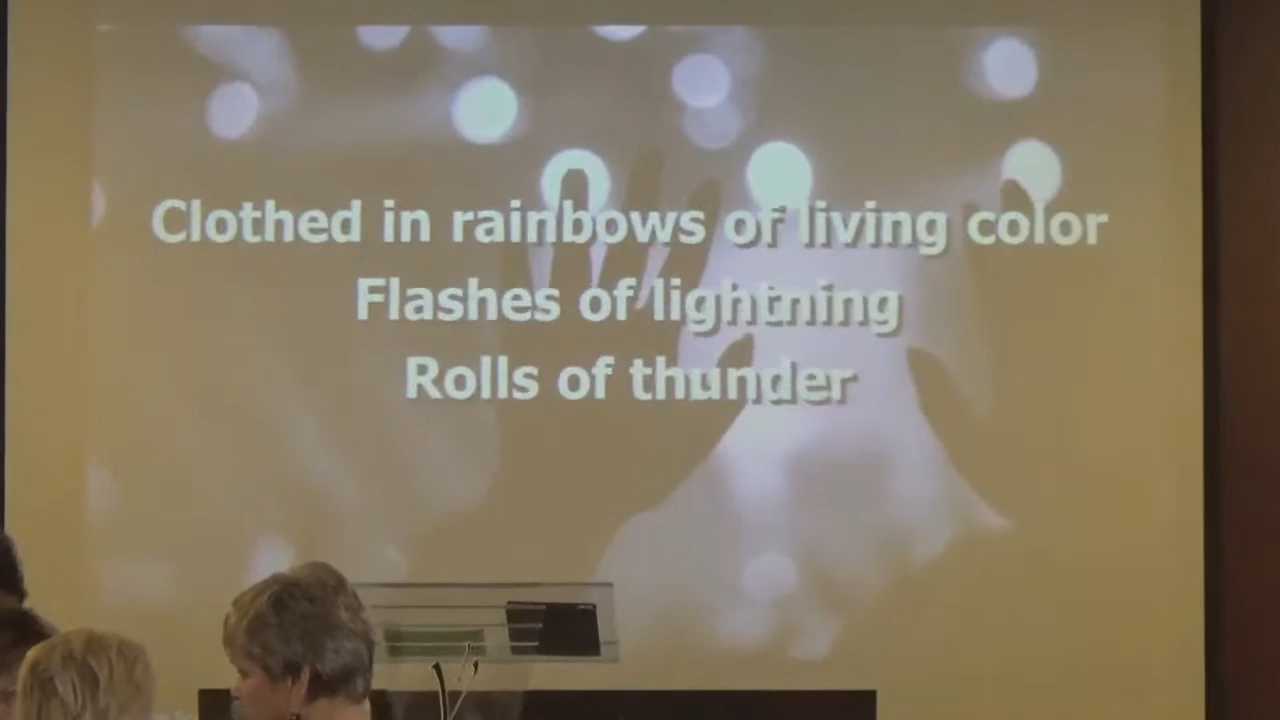 Clothed in rainbows of living color
Flashes of lightning
Rolls of thunder